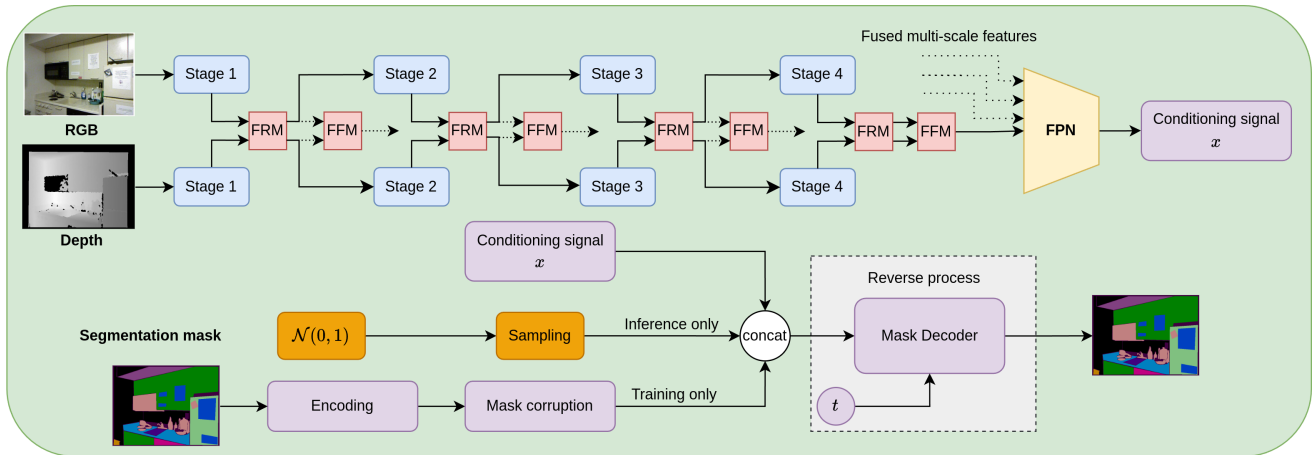 Fused multi-scale features
Stage 1
Stage 2
Stage 3
Stage 4
RGB
FRM
FFM
FRM
FFM
FRM
FFM
FRM
FFM
FPN
Conditioning signal
x
Stage 1
Stage 2
Stage 3
Stage 4
Depth
Conditioning signal
x
Reverse process
Segmentation mask
𝒩(0, 1)
Sampling
Inference only
concat
Mask Decoder
Encoding
Mask corruption
Training only
t